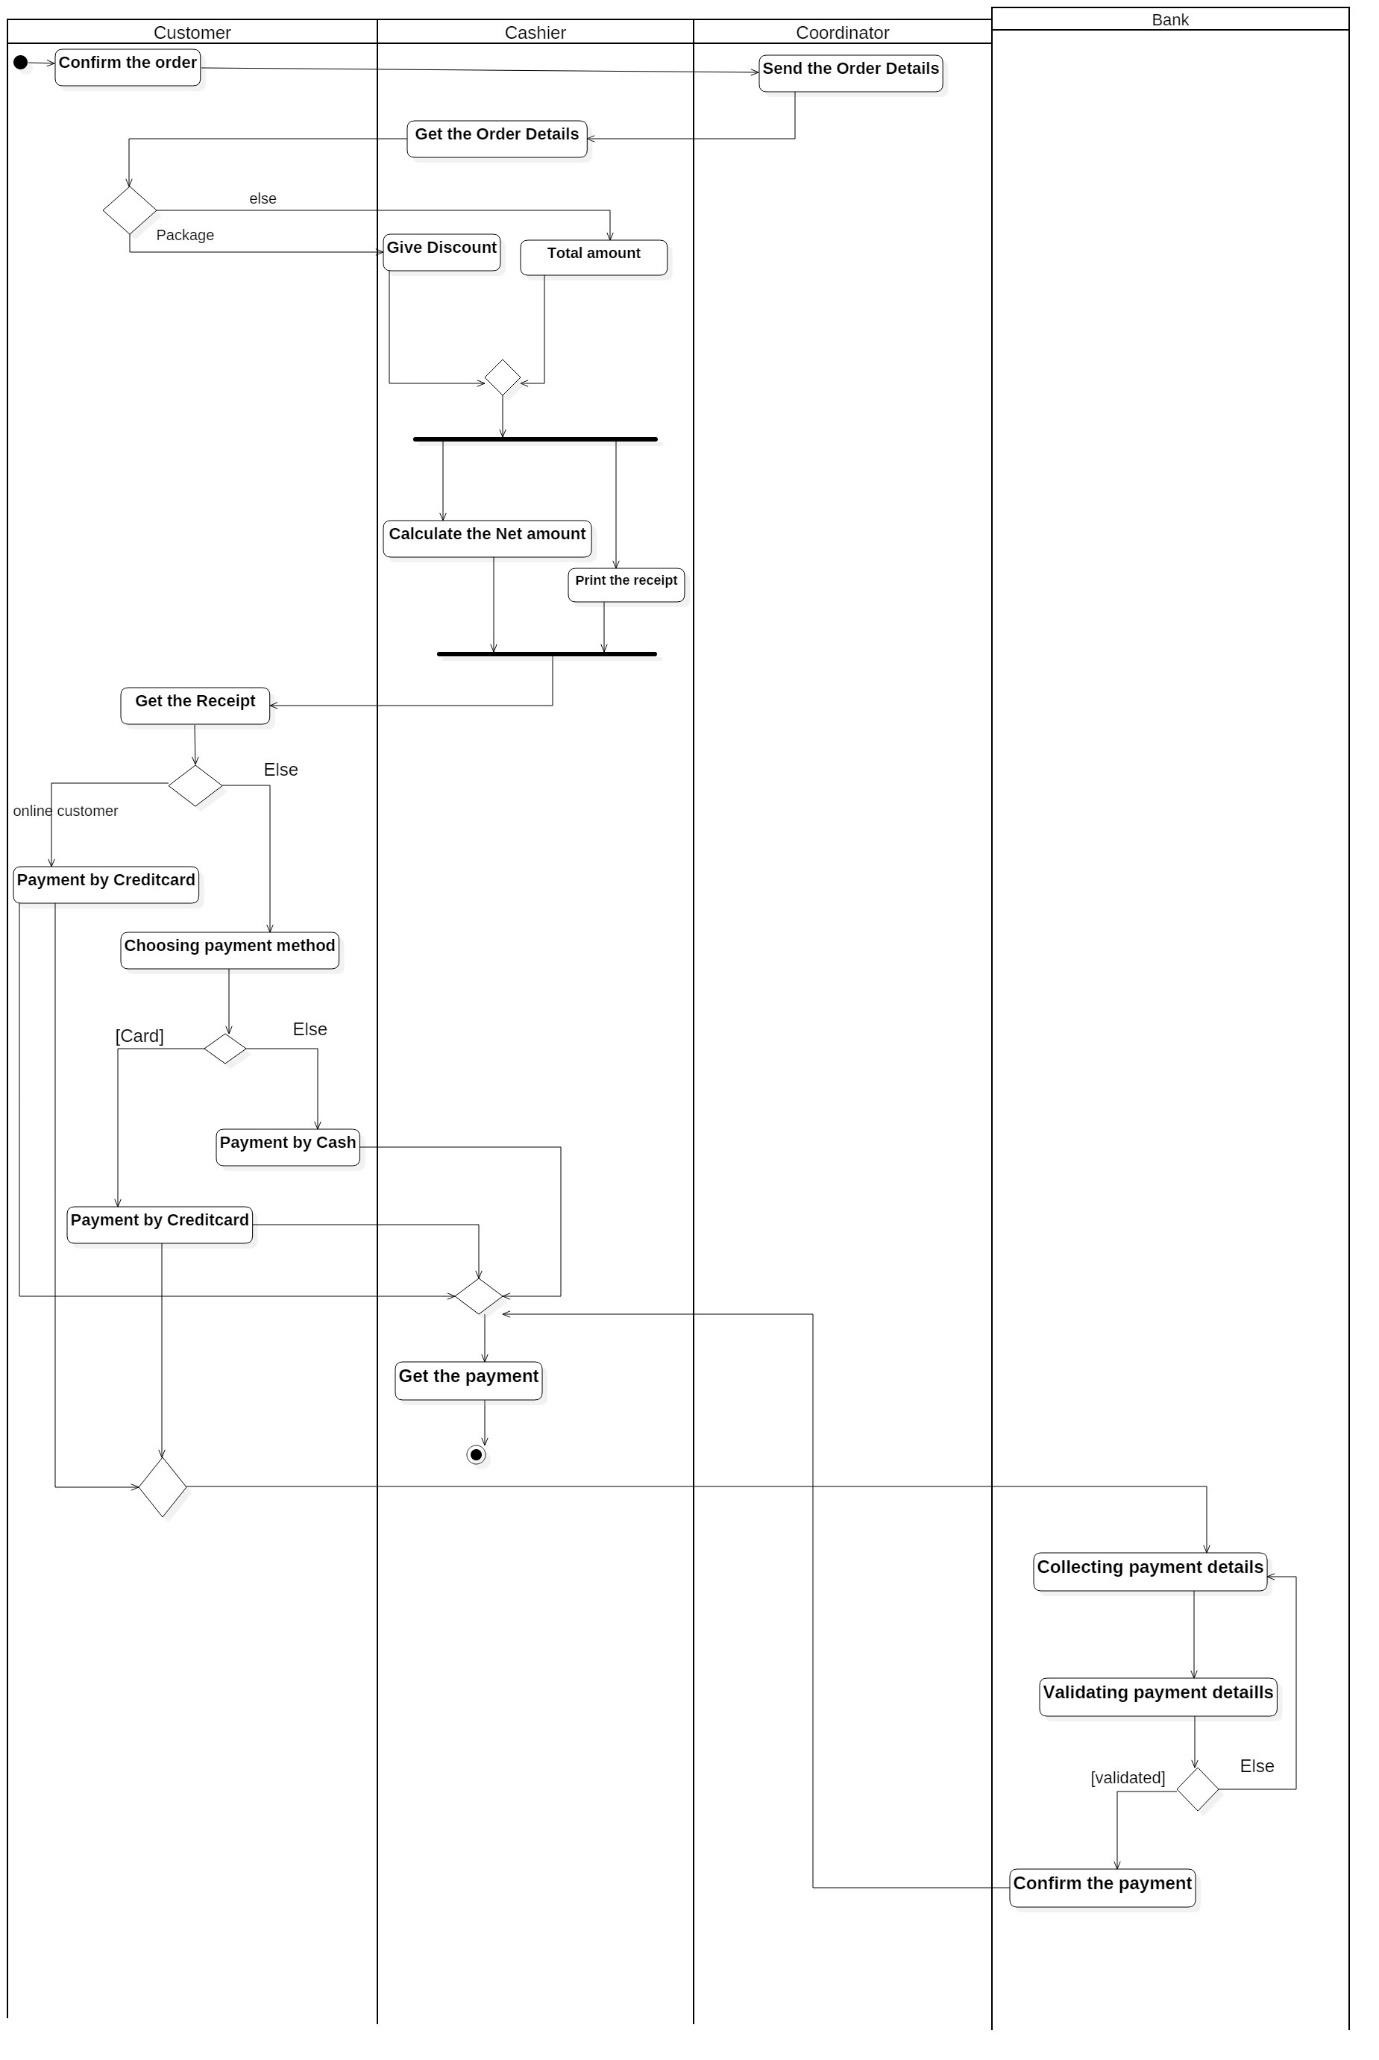 Bank
Customer
Cashier
Coordinator
Confirm the order
Send the Order Details
Get the Order Details
else
Package
Give Discount
Total amount
Calculate the Net amount
Print the receipt
Get the Receipt
Else
online customer
Payment by Creditcard
Choosing payment method
[Card]
Else
Payment by Cash
Payment by Creditcard
Get the payment
Collecting payment details
Validating payment detaills
Else
[validated]
Confirm the payment